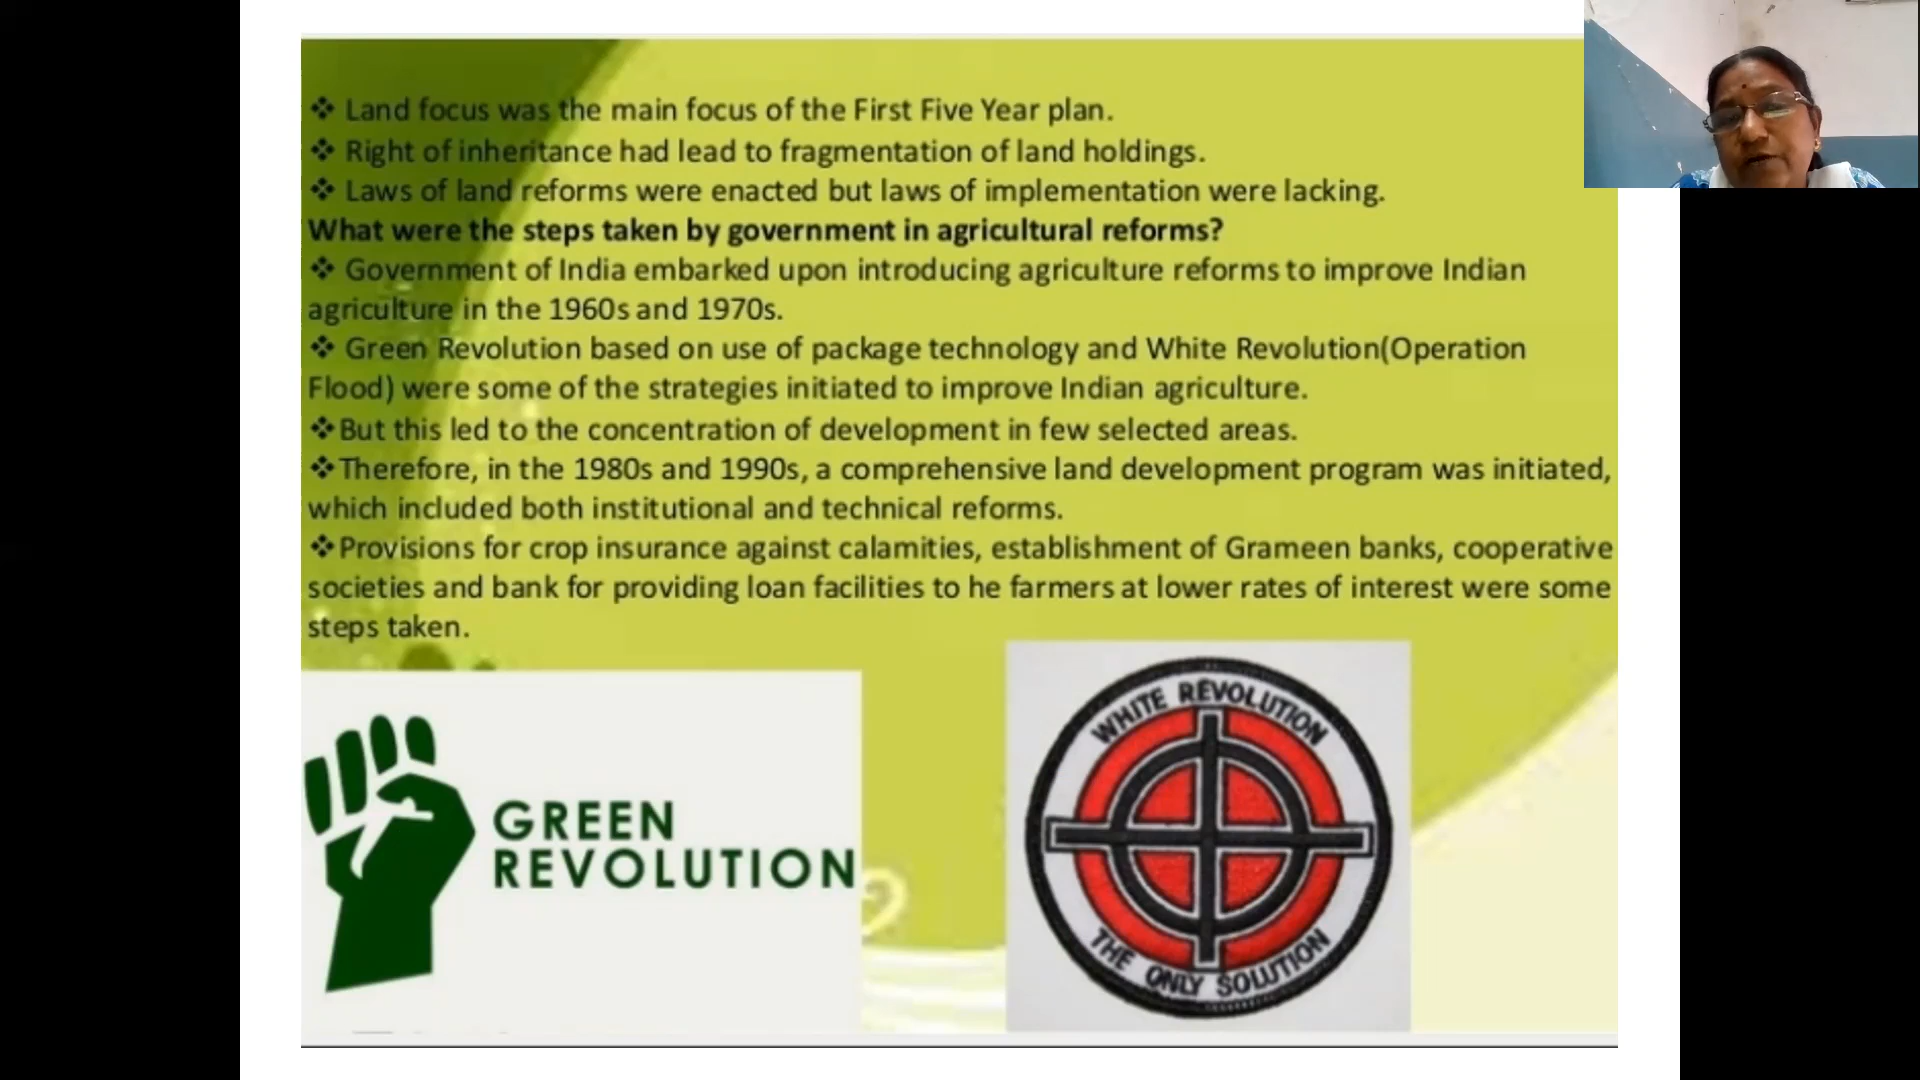 ❖ Land focus was the main focus of the First Five Year plan.
❖ Right of inheritance had lead to fragmentation of land holdings.
❖ Laws of land reforms were enacted but laws of implementation were lacking.
What were the steps taken by government in agricultural reforms?
❖ Government of India embarked upon introducing agriculture reforms to improve Indian
agriculture in the 1960s and 1970s.
❖ Green Revolution based on use of package technology and White Revolution(Operation
Flood) were some of the strategies initiated to improve Indian agriculture.
❖But this led to the concentration of development in few selected areas.
❖Therefore, in the 1980s and 1990s, a comprehensive land development program was initiated,
which included both institutional and technical reforms.
❖Provisions for crop insurance against calamities, establishment of Grameen banks, cooperative
societies and bank for providing loan facilities to he farmers at lower rates of interest were some
steps taken.
GREEN
REVOLUTION
WHITE REVOLUTION
THE ONLY SOLUTION